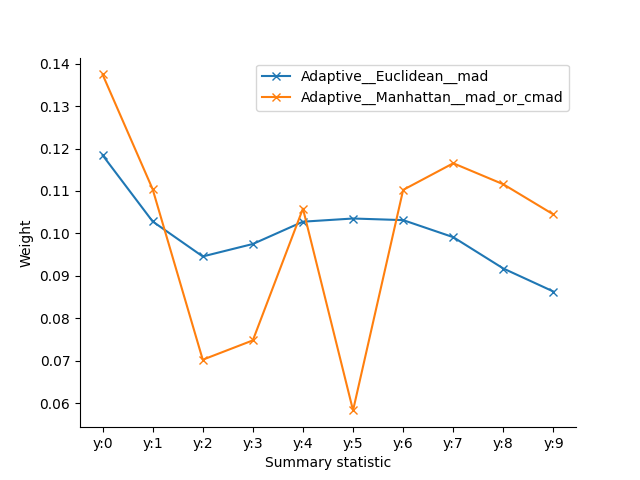 Adaptive__Euclidean__mad
Adaptive__Manhattan__mad_or_cmad
0.14
0.13
0.12
0.11
0.10
0.09
0.08
0.07
0.06
Weight
y:0 y:1 y:2 y:3 y:4 y:5 y:6 y:7 y:8 y:9
Summary statistic